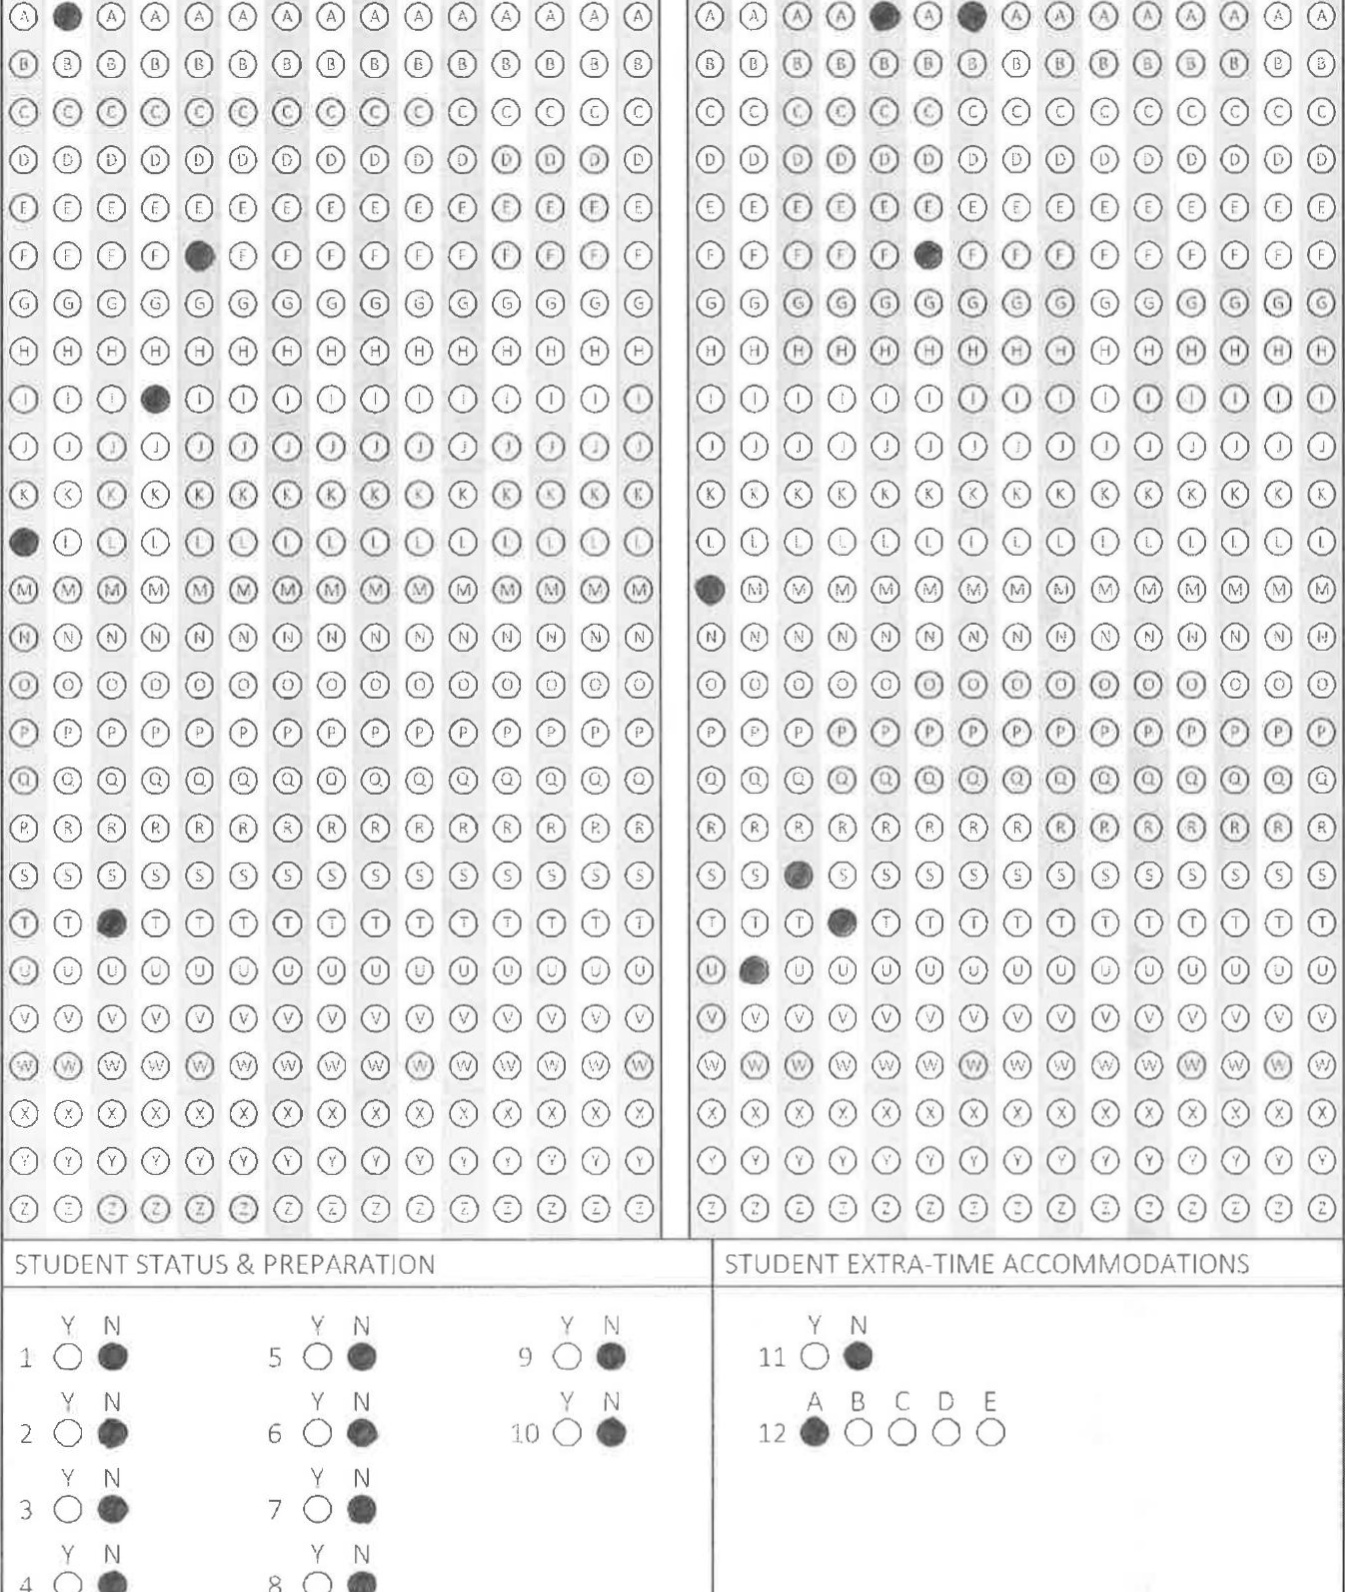 A A A A A A A A A A A A A A A A A A A A A A A A A A A
B B B B B B B B B B B B B B B B B B B B B B B B B B B B B B
C C C C C C C C C C C C C C C C C C C C C C C C C C C C C C
D D D D D D D D D D D D D D D D D D D D D D D D D D D D D D
E E E E E E E E E E E E E E E E E E E E E E E E E E E E E E
F F F F F F F F F F F F F F F F F F F F F F F F F F F F
G G G G G G G G G G G G G G G G G G G G G G G G G G G G G G
H H H H H H H H H H H H H H H H H H H H H H H H H H H H H H
I I I I I I I I I I I I I I I I I I I I I I I I I I I I I
J J J J J J J J J J J J J J J J J J J J J J J J J J J J J J
K K K K K K K K K K K K K K K K K K K K K K K K K K K K K K
L L L L L L L L L L L L L L L L L L L L L L L L L L L L L
M M M M M M M M M M M M M M M M M M M M M M M M M M M M M
N N N N N N N N N N N N N N N N N N N N N N N N N N N N N N
O O O O O O O O O O O O O O O O O O O O O O O O O O O O O O
P P P P P P P P P P P P P P P P P P P P P P P P P P P P P P
Q Q Q Q Q Q Q Q Q Q Q Q Q Q Q Q Q Q Q Q Q Q Q Q Q Q Q Q Q Q
R R R R R R R R R R R R R R R R R R R R R R R R R R R R R R
S S S S S S S S S S S S S S S S S S S S S S S S S S S S S
T T T T T T T T T T T T T T T T T T T T T T T T T T T T
U U U U U U U U U U U U U U U U U U U U U U U U U U U U U
V V V V V V V V V V V V V V V V V V V V V V V V V V V V V V
W W W W W W W W W W W W W W W W W W W W W W W W W W W W W W
X X X X X X X X X X X X X X X X X X X X X X X X X X X X X X
Y Y Y Y Y Y Y Y Y Y Y Y Y Y Y Y Y Y Y Y Y Y Y Y Y Y Y Y Y Y
Z Z Z Z Z Z Z Z Z Z Z Z Z Z Z Z Z Z Z Z Z Z Z Z Z Z Z Z Z Z
STUDENT STATUS & PREPARATION
Y N
1
Y N
2
Y N
3
Y N
4
Y N
5
Y N
6
Y N
7
Y N
8
Y N
9
Y N
10
STUDENT EXTRA-TIME ACCOMMODATIONS
Y N
11
A B C D E
12